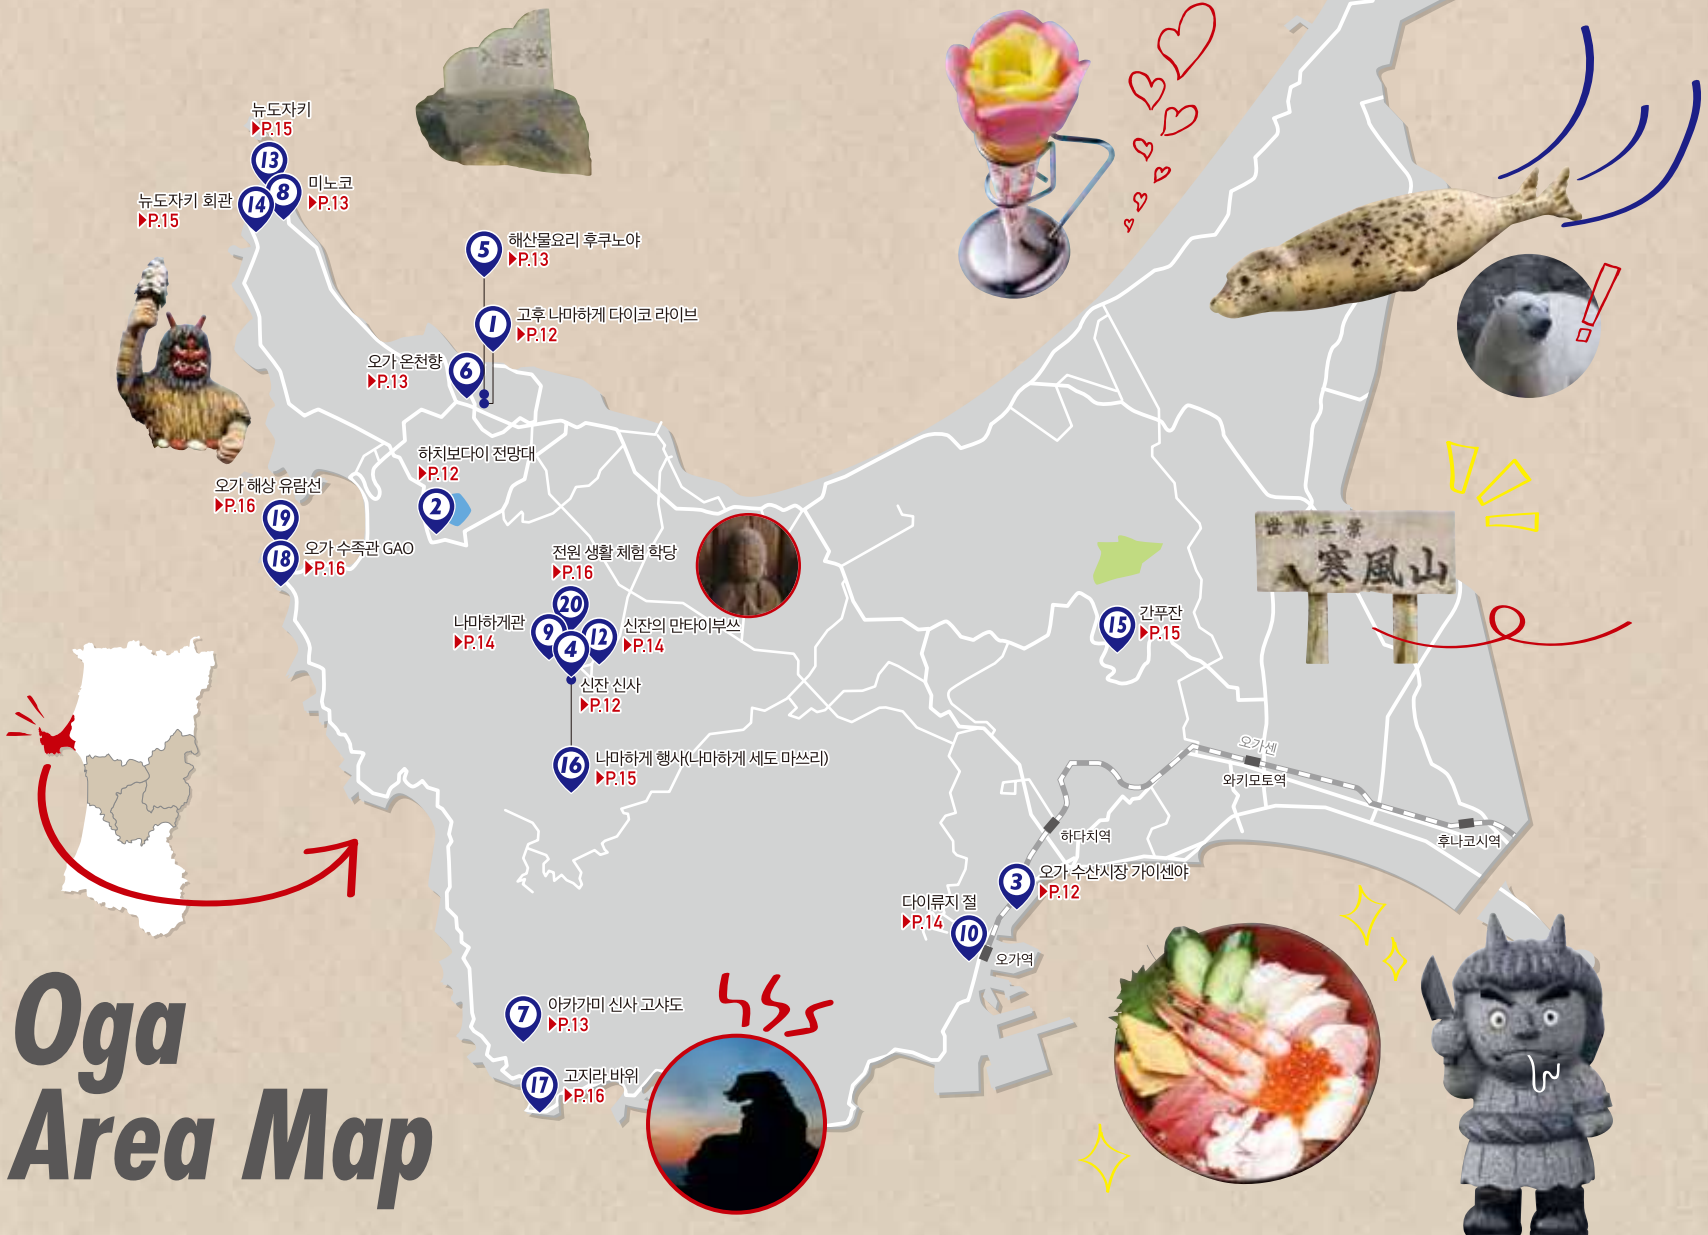 뉴도자키
▶P.15
13
8
미노코
▶P.13
뉴도자키 회관
▶P.15
14
5
해산물요리 후쿠노야
▶P.13
1
고후 나마하게 다이코 라이브
▶P.12
오가 온천향
▶P.13
6
하치보다이 전망대
▶P.12
2
오가 해상 유람선
▶P.16
19
18
오가 수족관 GAO
▶P.16
전원 생활 체험 학당
▶P.16
20
나마하게관
▶P.14
9
4
12
신잔의 만타이부쓰
▶P.14
신잔 신사
▶P.12
16
나마하게 행사(나마하게 세도 마쓰리)
▶P.15
世界三景
寒風山
15
간푸잔
▶P.15
오가센
와키모토역
하다치역
후나코시역
3
오가 수산시장 가이센야
▶P.12
다이류지 절
▶P.14
10
오가역
7
아카가미 신사 고샤도
▶P.13
17
고지라 바위
▶P.16
Oga
Area Map